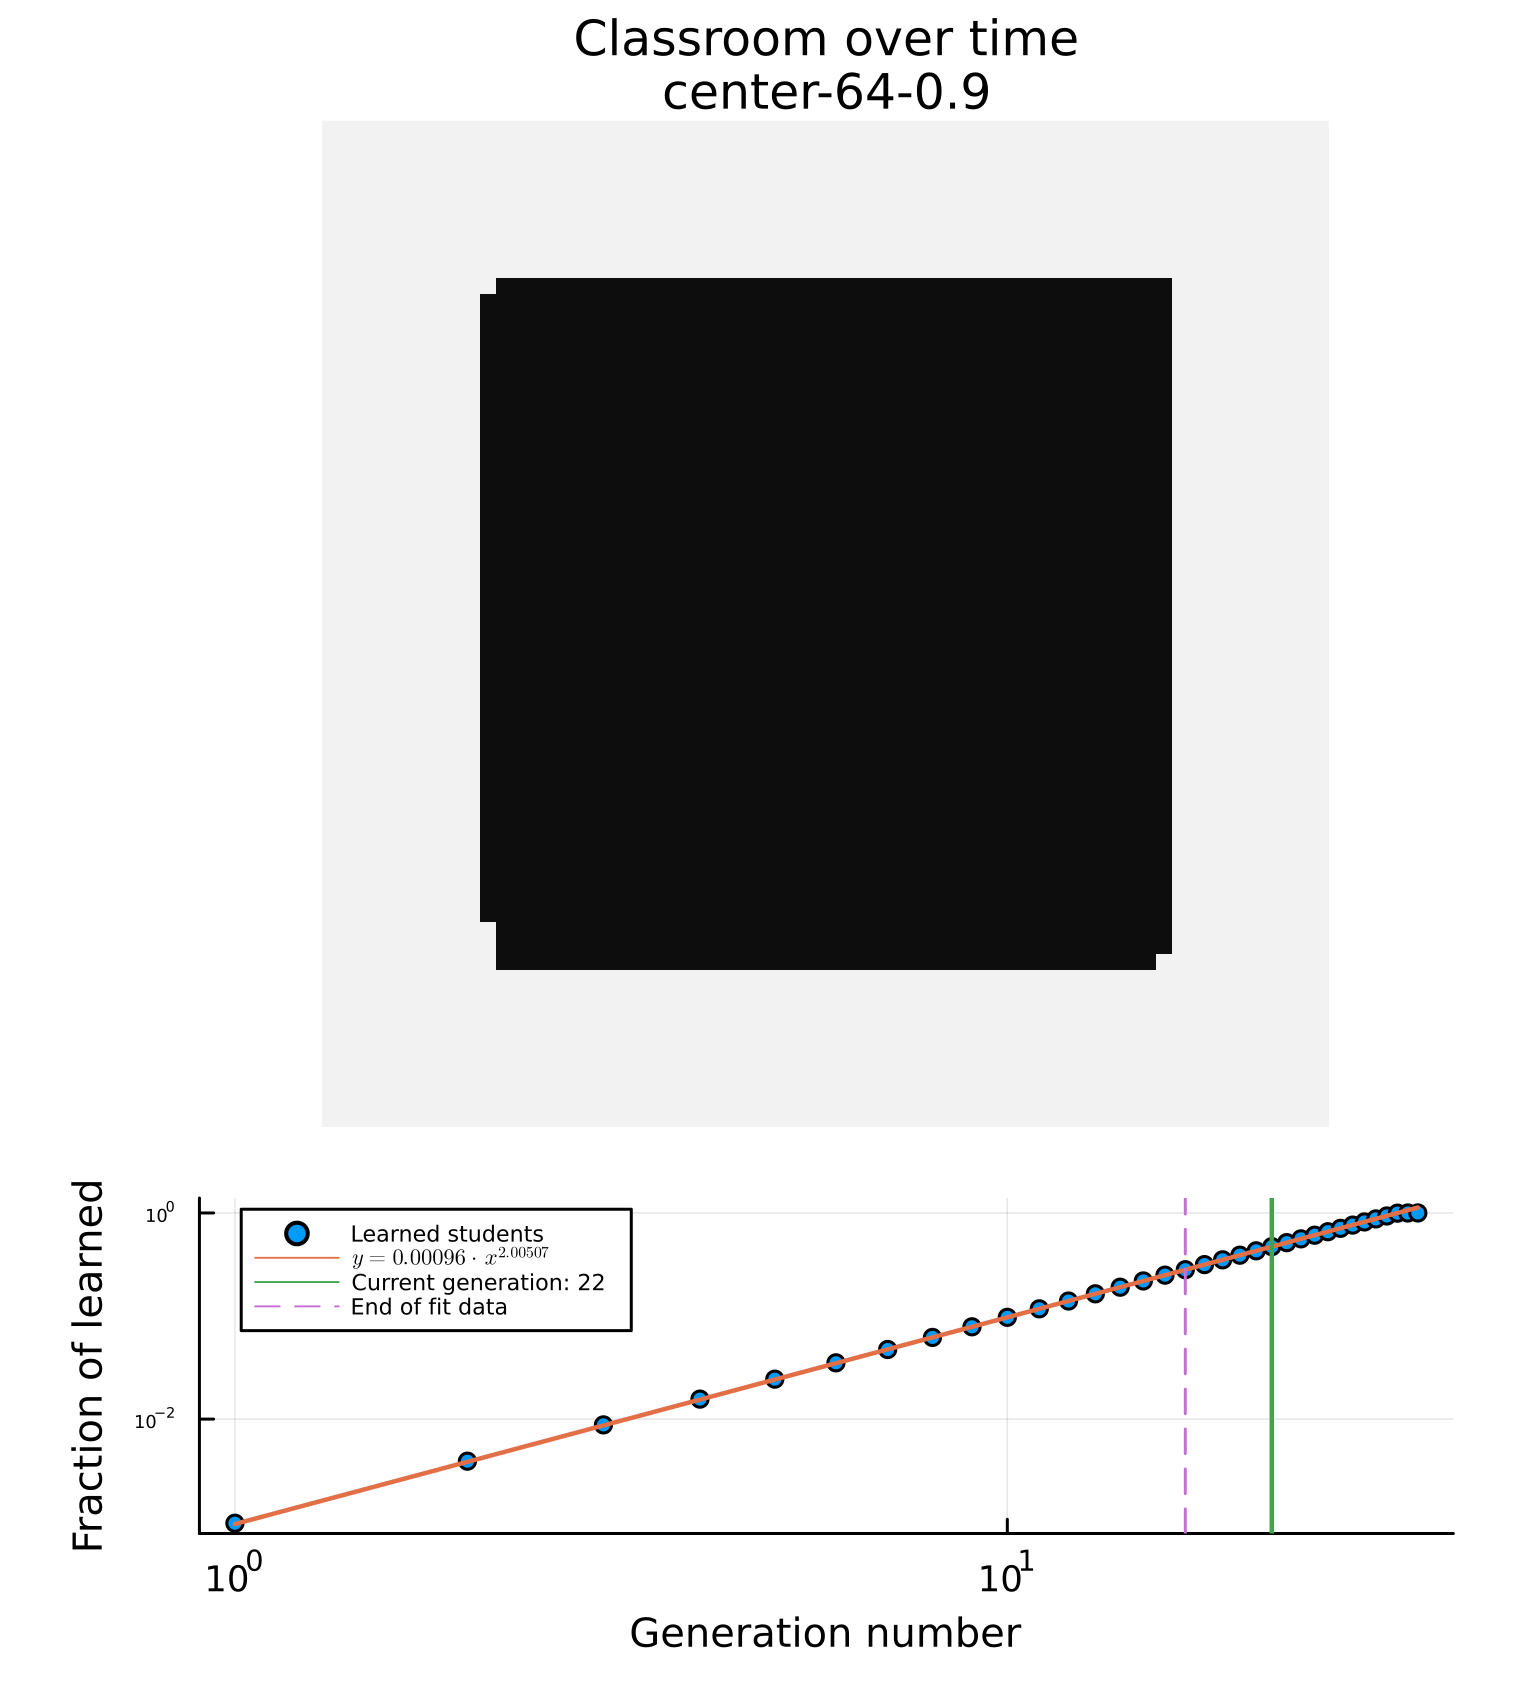 Classroom over time
center-64-0.9
Fraction of learned
10^0
10^−2
Learned students
y = 0.00096 · x^2.00507
Current generation: 22
End of fit data
10^0
10^1
Generation number